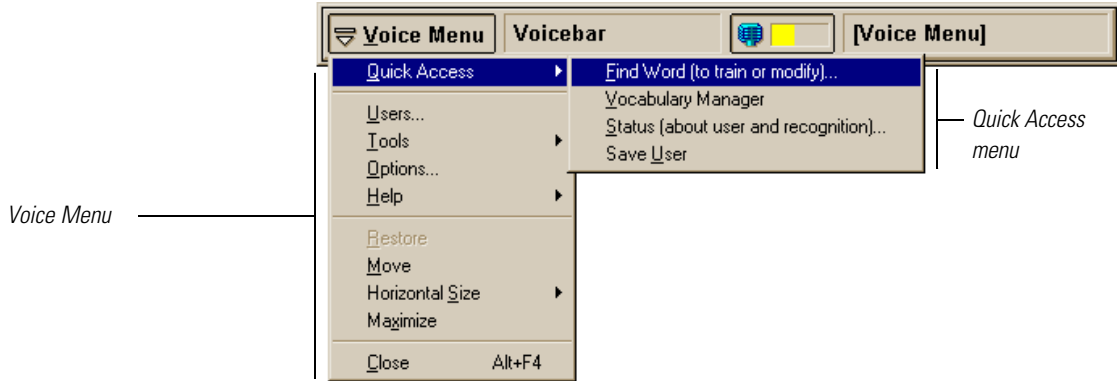 Voice Menu Voicebar [Voice Menu]
Quick Access
Find Word (to train or modify)...
Vocabulary Manager
Status (about user and recognition)...
Save User
Quick Access
menu
Users...
Tools
Options...
Help
Voice Menu
Restore
Move
Horizontal Size
Maximize
Close Alt+F4